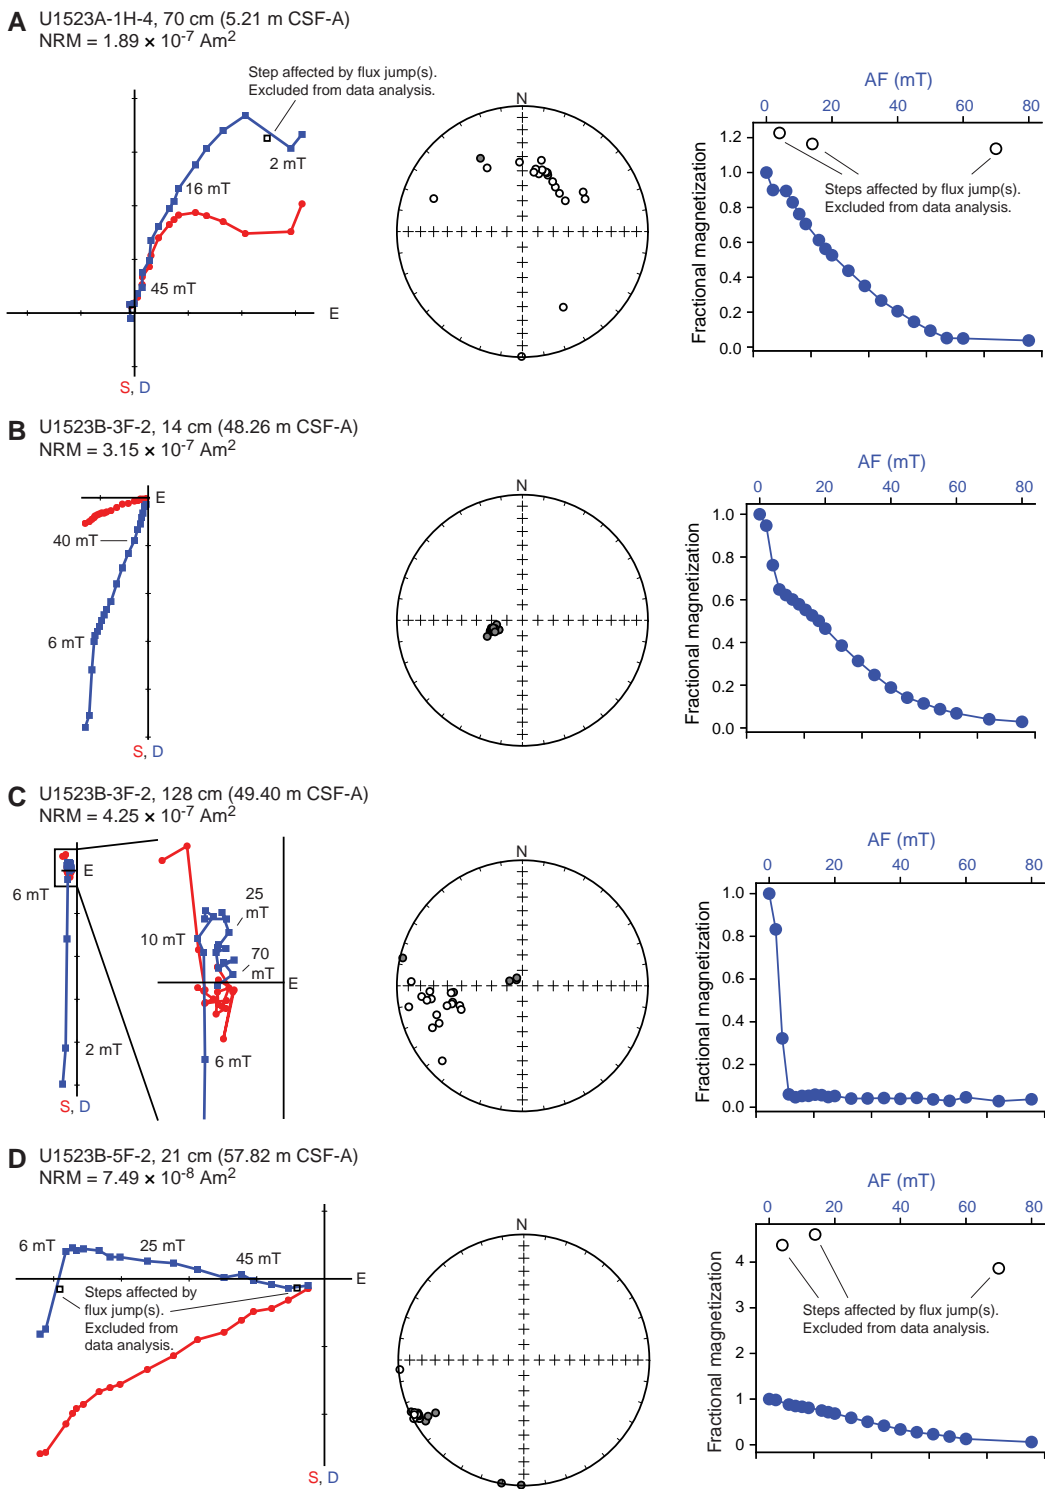 A U1523A-1H-4, 70 cm (5.21 m CSF-A)
NRM = 1.89 × 10⁻⁷ Am²
Step affected by flux jump(s).
Excluded from data analysis.
2 mT
16 mT
45 mT
E
S, D
N
AF (mT)
0 20 40 60 80
Fractional magnetization
1.2
1.0
0.8
0.6
0.4
0.2
0.0
Steps affected by flux jump(s).
Excluded from data analysis.
B U1523B-3F-2, 14 cm (48.26 m CSF-A)
NRM = 3.15 × 10⁻⁷ Am²
E
40 mT
6 mT
S, D
N
AF (mT)
0 20 40 60 80
Fractional magnetization
1.0
0.8
0.6
0.4
0.2
0.0
C U1523B-3F-2, 128 cm (49.40 m CSF-A)
NRM = 4.25 × 10⁻⁷ Am²
E
6 mT
2 mT
S, D
25
mT
10 mT
70
mT
E
6 mT
N
AF (mT)
0 20 40 60 80
Fractional magnetization
1.0
0.8
0.6
0.4
0.2
0.0
D U1523B-5F-2, 21 cm (57.82 m CSF-A)
NRM = 7.49 × 10⁻⁸ Am²
6 mT
25 mT
45 mT
E
Steps affected by
flux jump(s).
Excluded from
data analysis.
S, D
N
AF (mT)
0 20 40 60 80
Fractional magnetization
4
3
2
1
0
Steps affected by flux jump(s).
Excluded from data analysis.